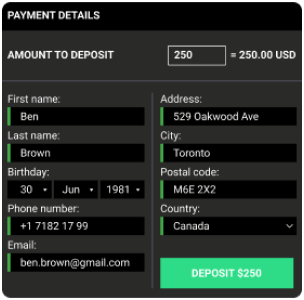 PAYMENT DETAILS
AMOUNT TO DEPOSIT 250 = 250.00 USD
First name:
Ben
Last name:
Brown
Birthday:
30 Jun 1981
Phone number:
+1 7182 17 99
Email:
ben.brown@gmail.com
Address:
529 Oakwood Ave
City:
Toronto
Postal code:
M6E 2X2
Country:
Canada
DEPOSIT $250